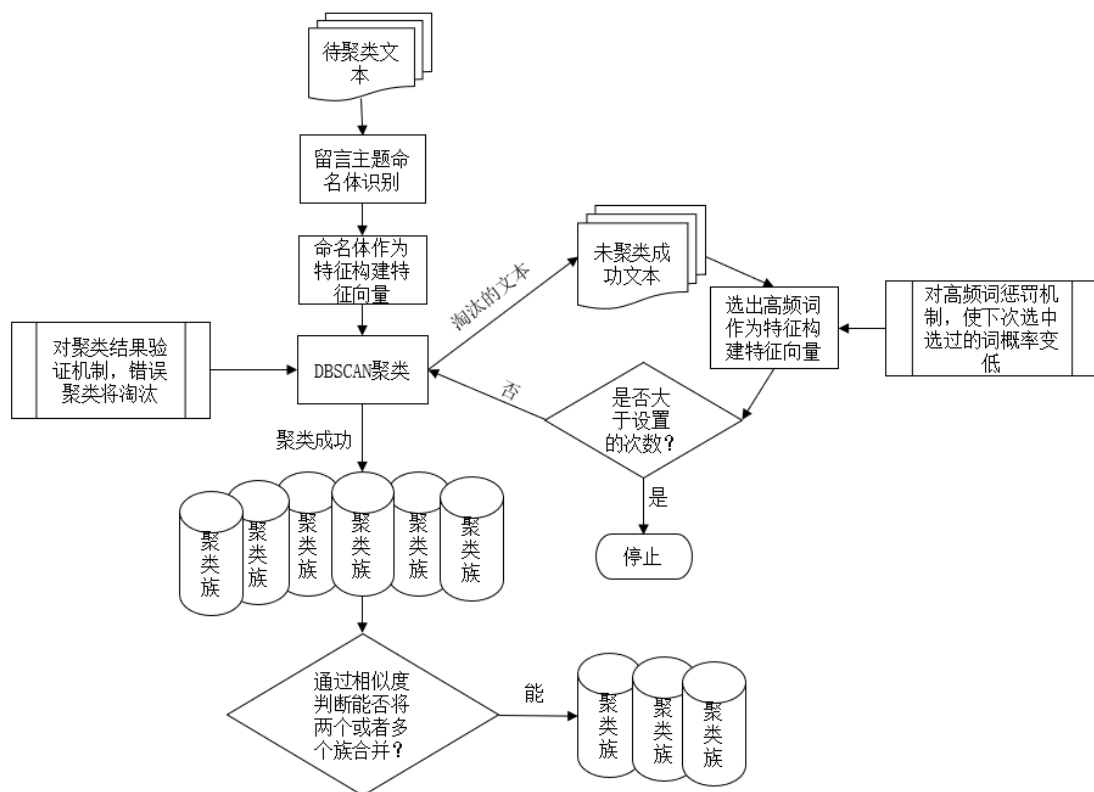 待聚类文
本
留言主题命
名体识别
命名体作为
特征构建特
征向量
淘汰的文本
未聚类成
功文本
选出高频词
作为特征构
建特征向量
对高频词惩罚机
制，使下次选中
选过的词概率变
低
对聚类结果验
证机制，错误
聚类将淘汰
DBSCAN聚类
否
是否大
于设置
的次数？
聚类成功
是
停止
聚类族
聚类族
聚类族
聚类族
聚类族
聚类族
通过相似度
判断能否将
两个或者多
个族合并？
能
聚类族
聚类族
聚类族